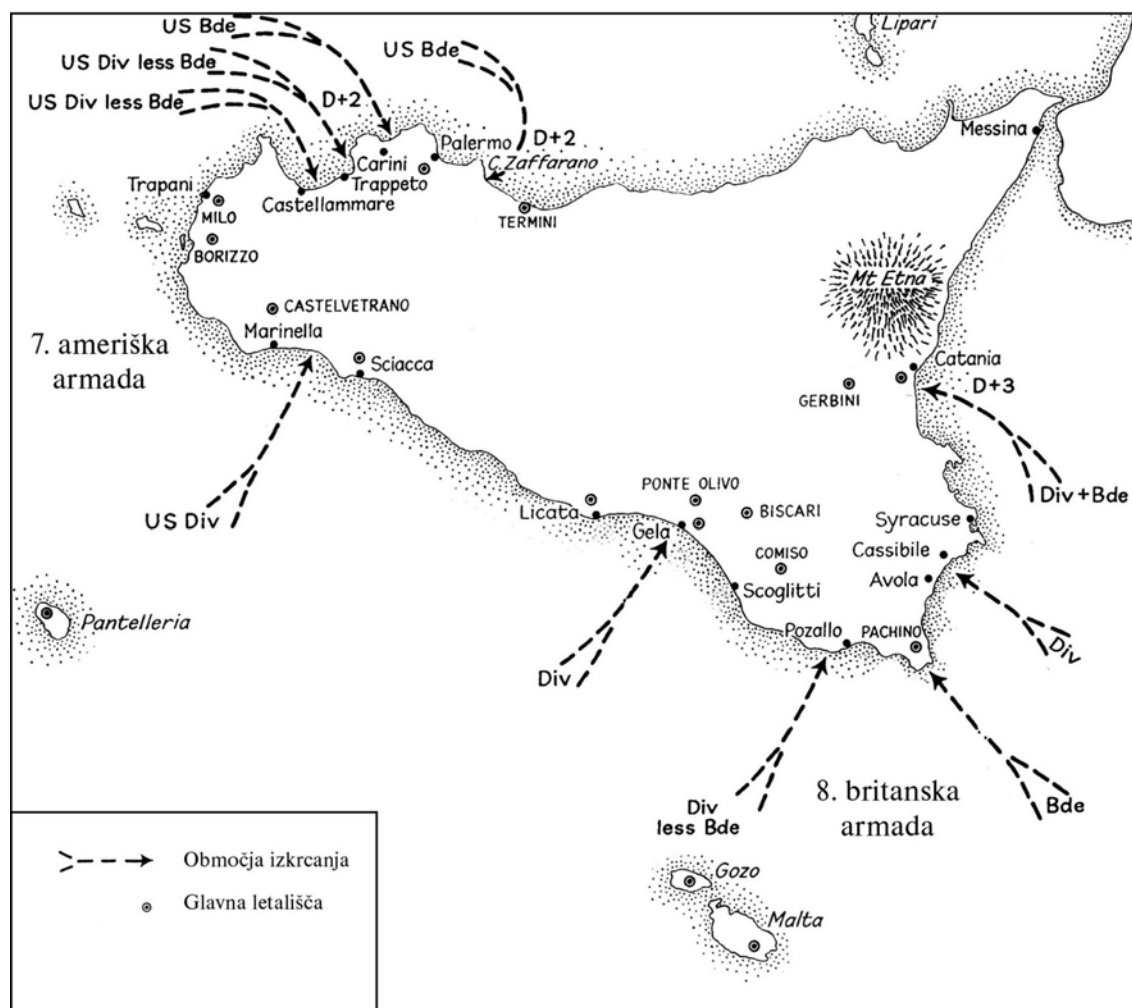 US Bde
US Bde
Lipari
US Div less Bde
US Div less Bde
D+2
D+2
Messina
Palermo
C. Zaffarano
Carini
Trappeto
Trapani
Castellammare
MILO
TERMINI
BORIZZO
Mt Etna
CASTELVETRANO
Marinella
7. ameriška
armada
Sciacca
Catania
D+3
GERBINI
PONTE OLIVO
Div+Bde
US Div
Licata
BISCARI
Syracuse
Gela
COMISO
Cassibile
Avola
Scoglitti
Pantelleria
Pozallo
PACHINO
Div
Div
8. britanska
armada
Bde
Div
less Bde
Območja izkrcanja
Gozo
Glavna letališča
Malta